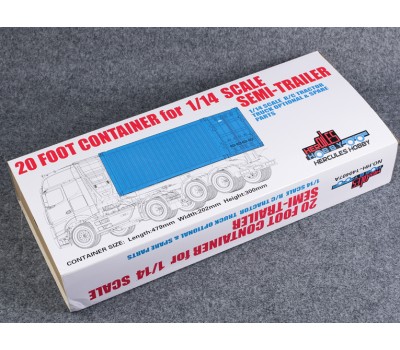 20 FOOT CONTAINER for 1/14 SCALE
SEMI-TRAILER
1/14 SCALE R/C TRACTOR
TRUCK OPTIONAL & SPARE
PARTS
HERCULES HOBBY
CONTAINER SIZE: Length:479mm Width:202mm Height:300mm
20 FOOT CONTAINER for 1/14 SCALE
SEMI-TRAILER
1/14 SCALE R/C TRACTOR TRUCK OPTIONAL & SPARE PARTS